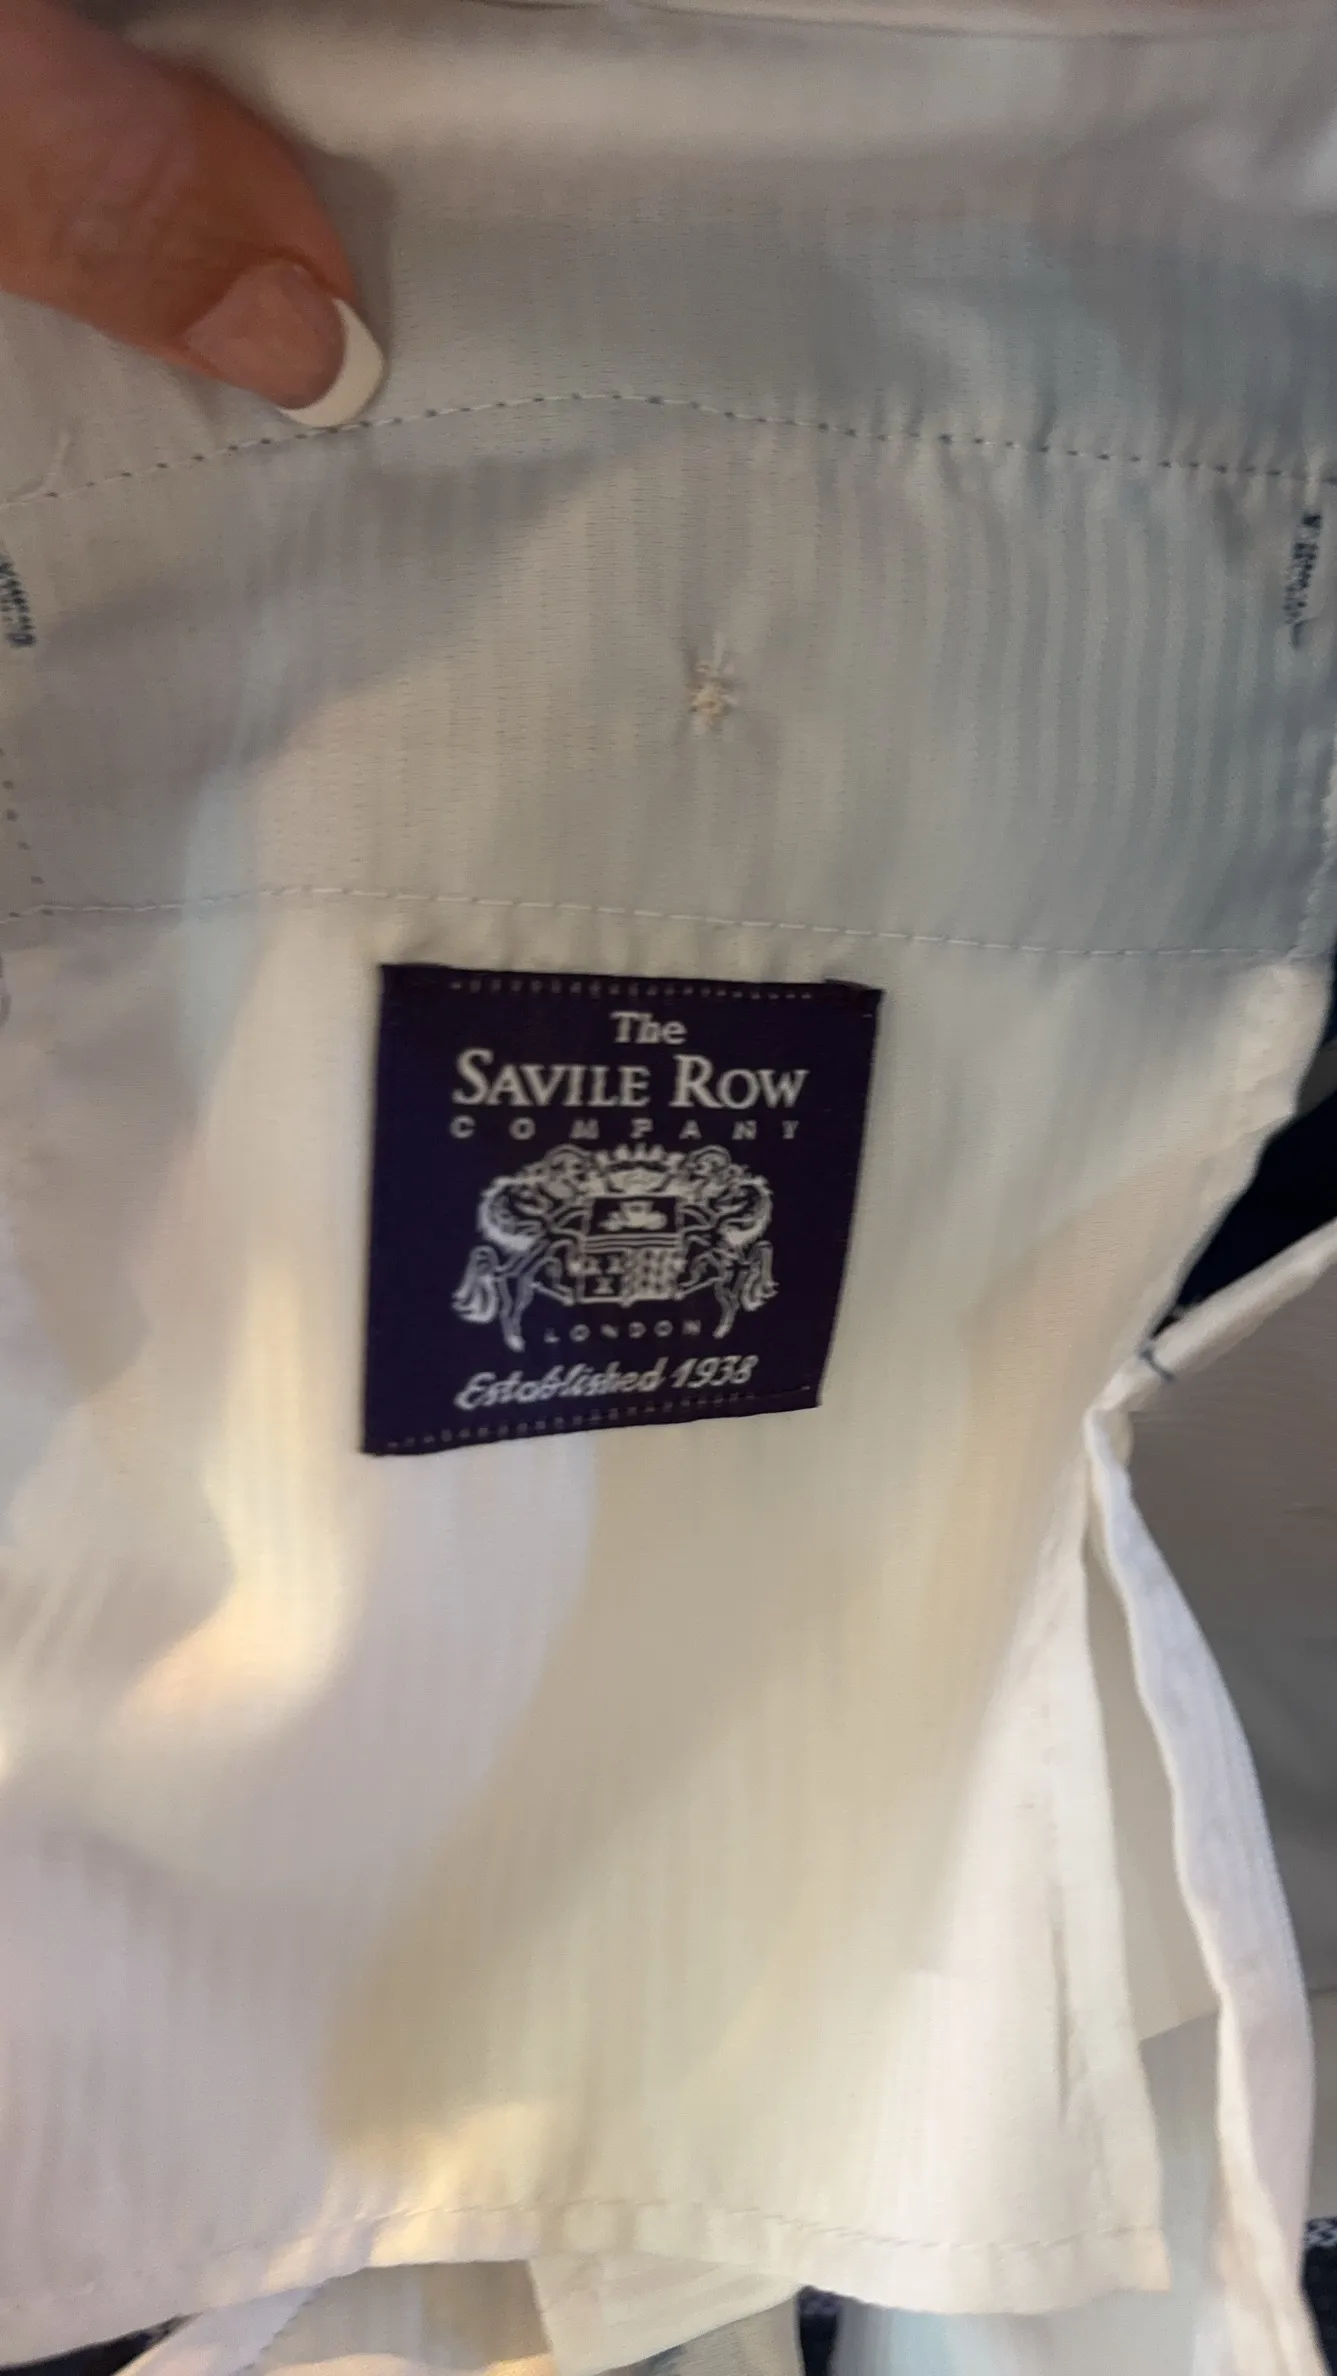 The
SAVILE ROW
COMPANY
LONDON
Established 1938